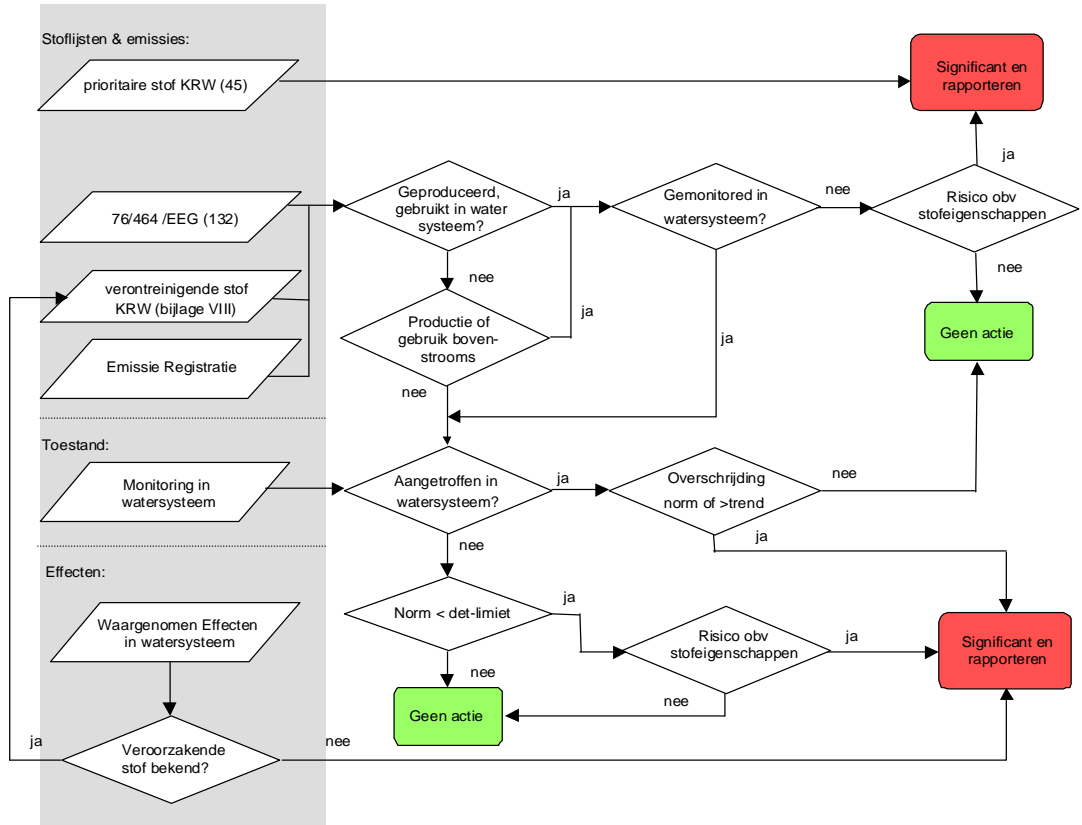 Stoflijsten & emissies:
prioritaire stof KRW (45)
Significant en
rapporteren
ja
76/464 /EEG (132)
Geproduceerd,
gebruikt in water
systeem?
ja
Gemonitored in
watersysteem?
nee
Risico obv
stofeigenschappen
nee
nee
verontreinigende stof
KRW (bijlage VIII)
Productie of
gebruik boven-
strooms
ja
ja
Geen actie
Emissie Registratie
nee
Toestand:
Monitoring in
watersysteem
Aangetroffen in
watersysteem?
ja
Overschrijding
norm of >trend
nee
nee
ja
Effecten:
Waargenomen Effecten
in watersysteem
Norm < det-limiet
ja
Risico obv
stofeigenschappen
ja
Significant en
rapporteren
nee
nee
Geen actie
ja
Veroorzakende
stof bekend?
nee